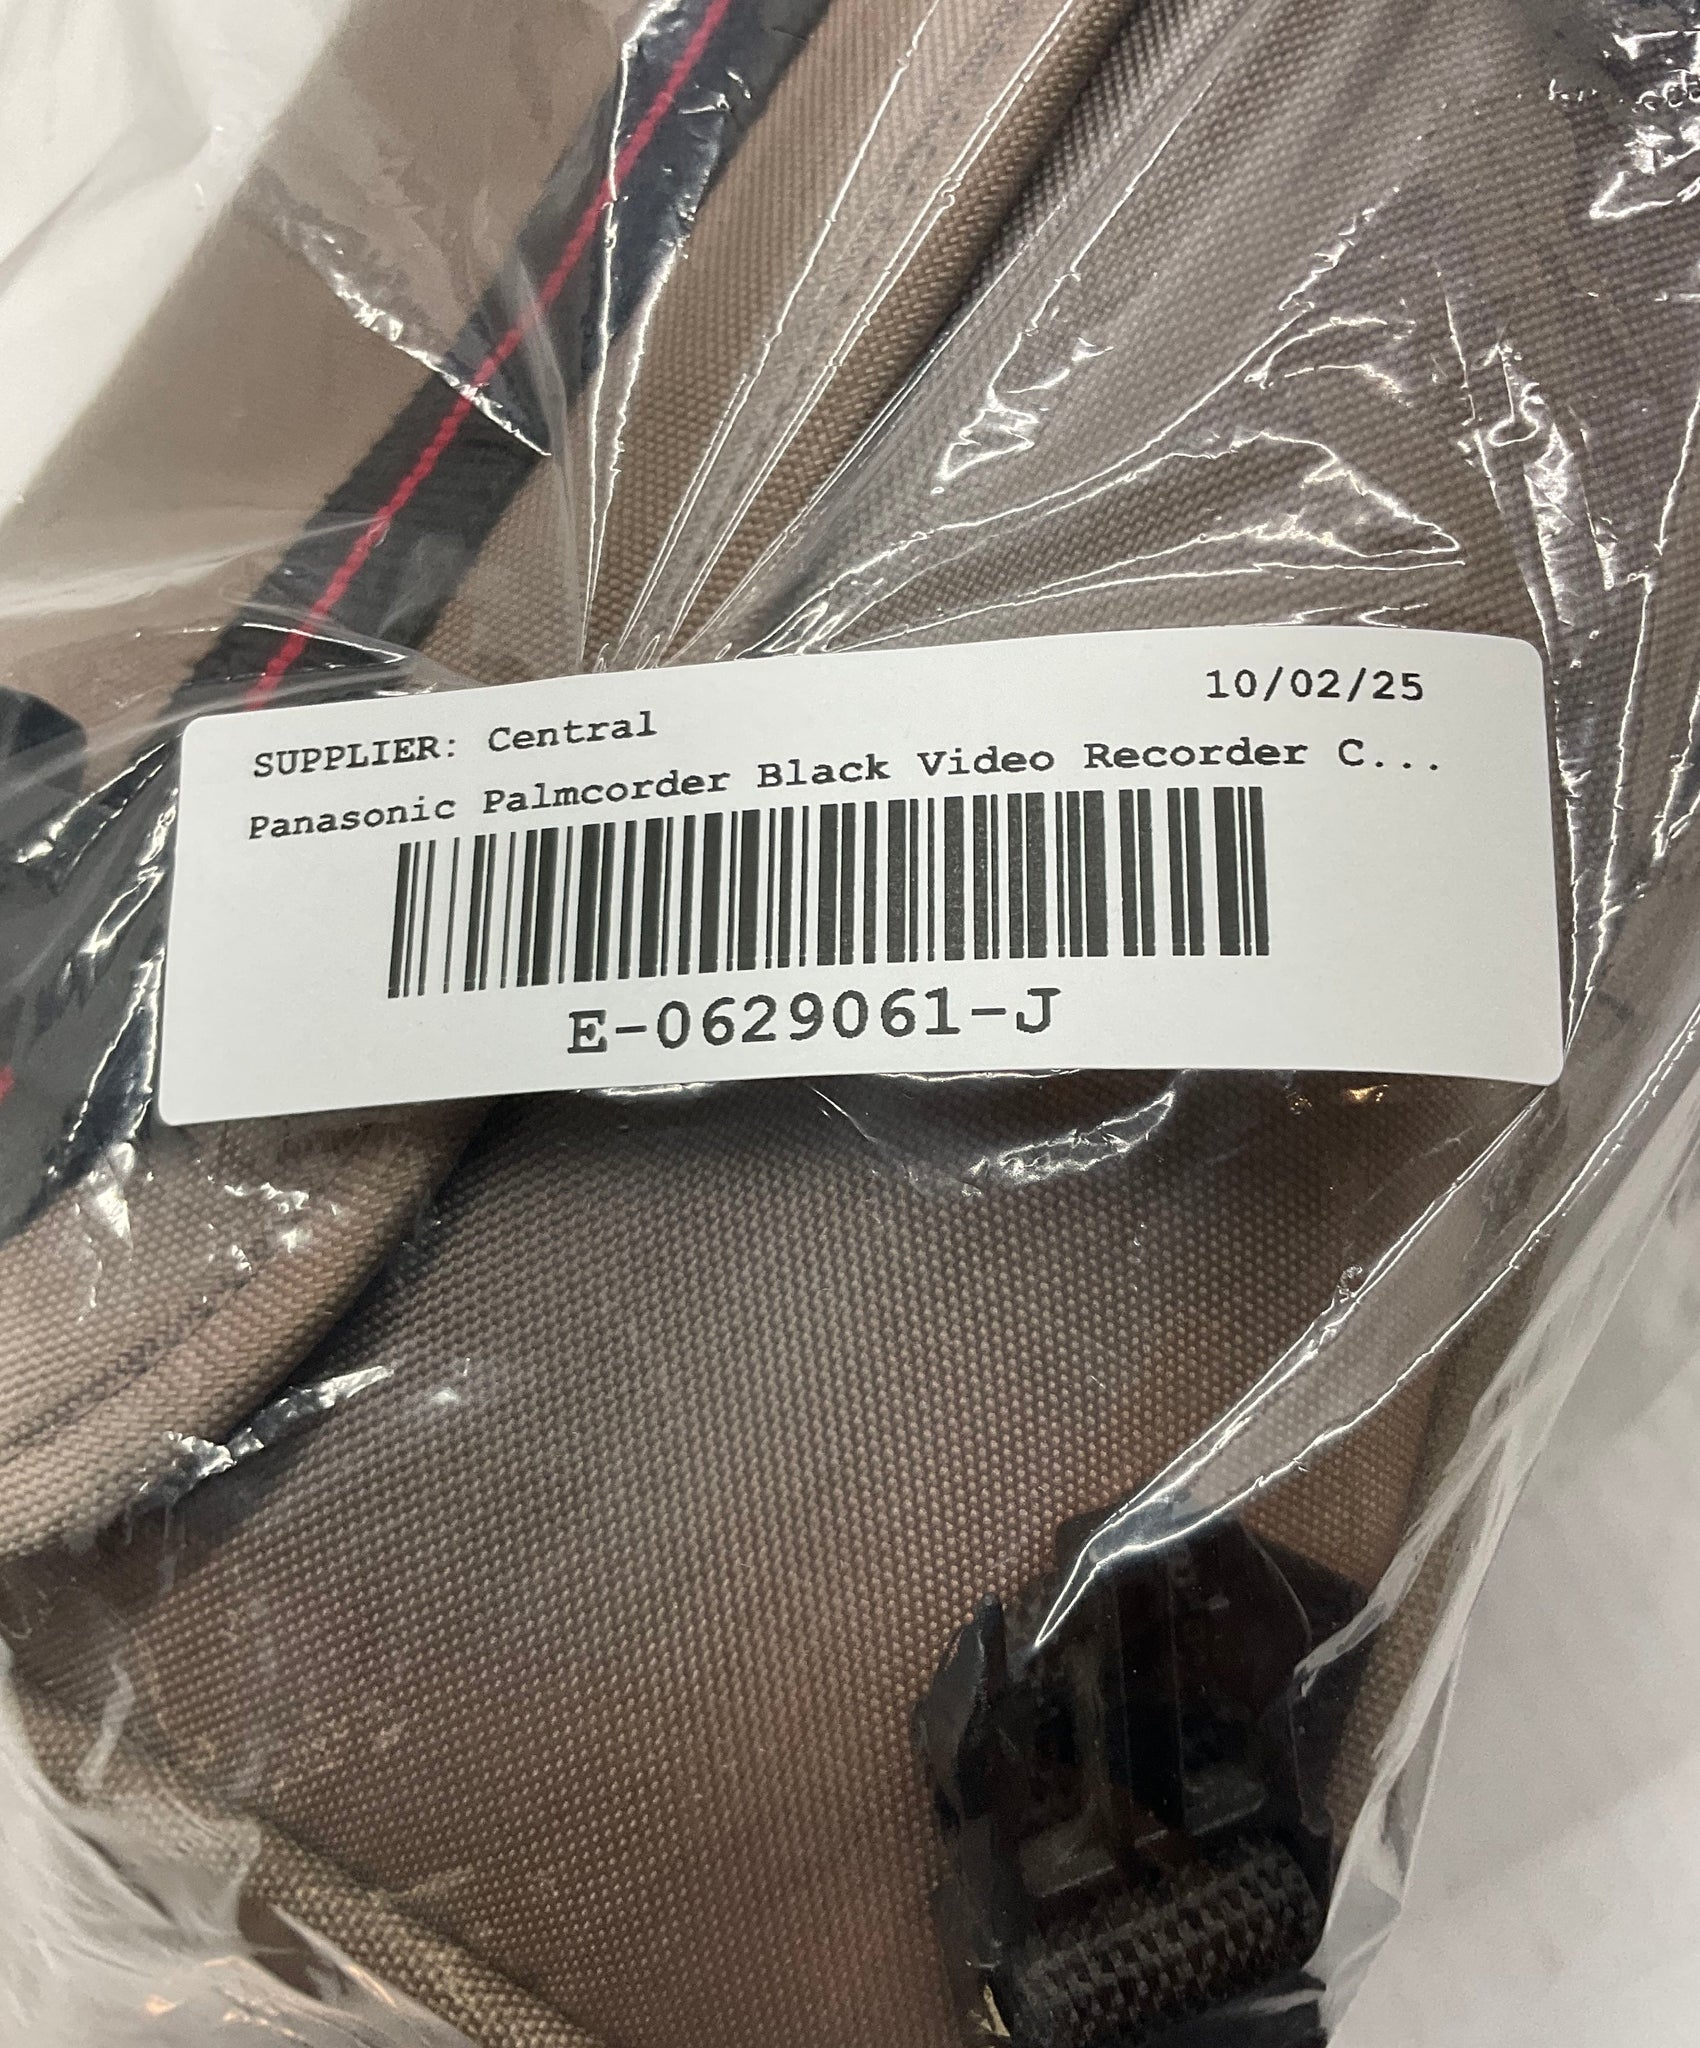 10/02/25
SUPPLIER: Central
Panasonic Palmcorder Black Video Recorder C...
E-0629061-J